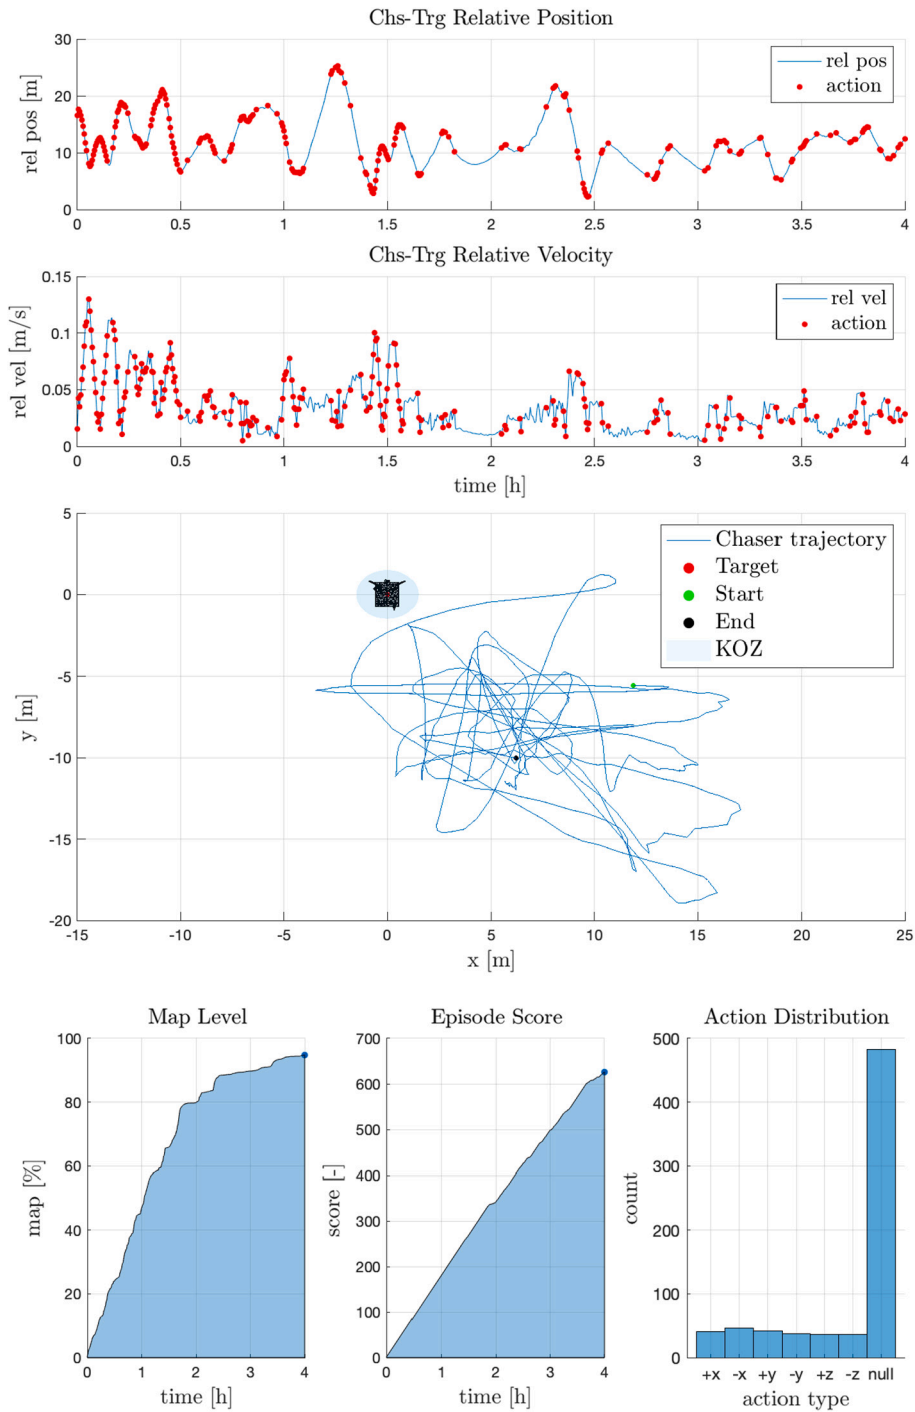 Chs-Trg Relative Position
30
20
10
0
rel pos [m]
rel pos
action
0 0.5 1 1.5 2 2.5 3 3.5 4
Chs-Trg Relative Velocity
0.15
0.1
0.05
0
rel vel [m/s]
rel vel
action
0 0.5 1 1.5 2 2.5 3 3.5 4
time [h]
5
0
-5
-10
-15
-20
y [m]
Chaser trajectory
Target
Start
End
KOZ
-15 -10 -5 0 5 10 15 20 25
x [m]
Map Level
100
80
60
40
20
0
map [%]
0 1 2 3 4
time [h]
Episode Score
700
600
500
400
300
200
100
0
score [-]
0 1 2 3 4
time [h]
Action Distribution
500
400
300
200
100
0
count
+x -x +y -y +z -z null
action type